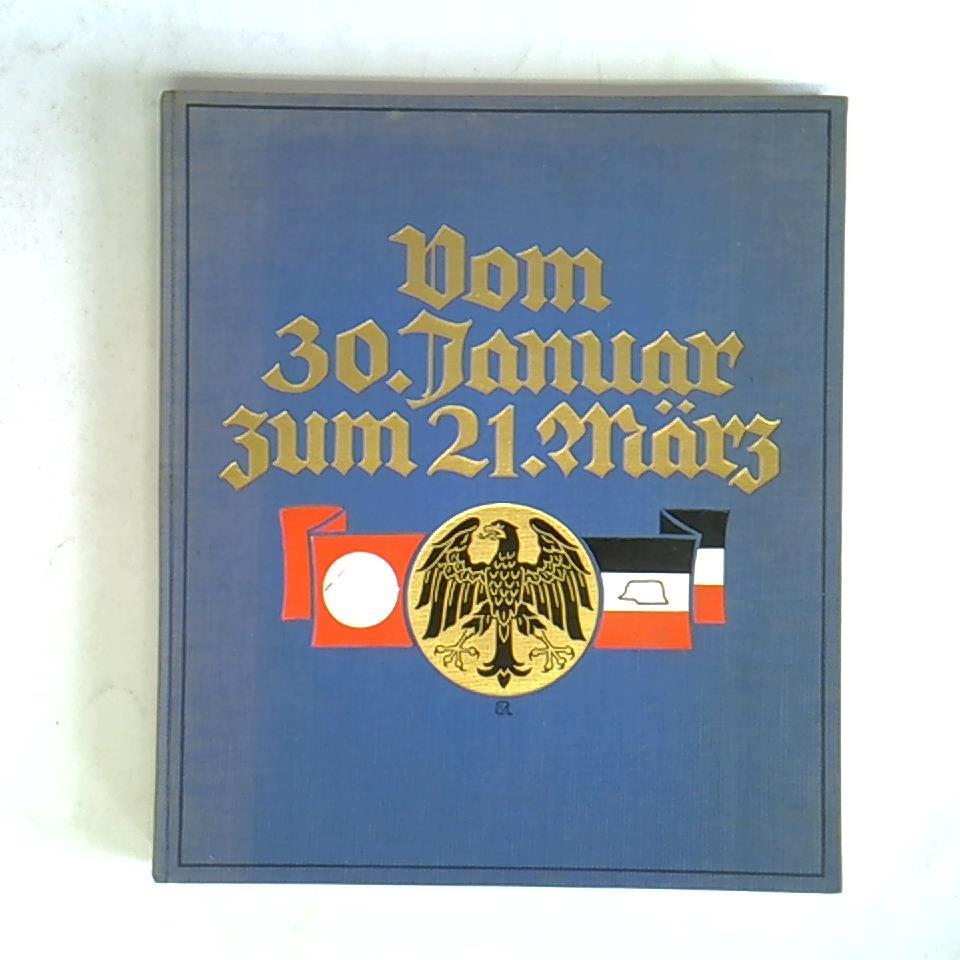 Vom
30. Januar
zum 21. März